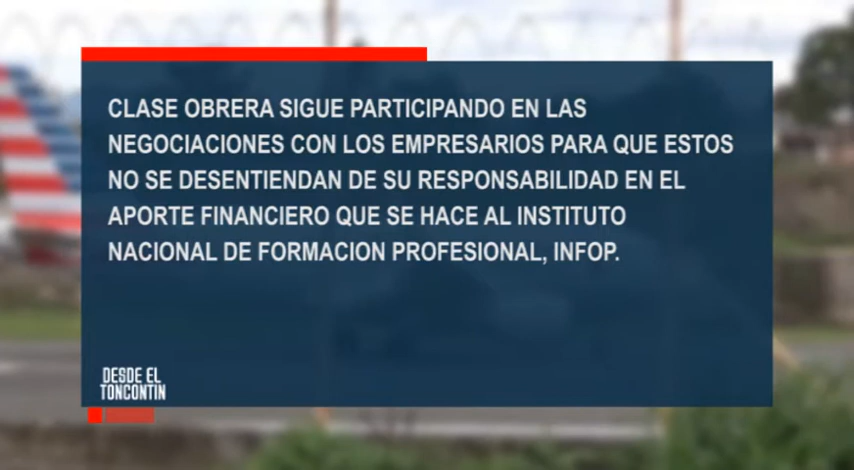 CLASE OBRERA SIGUE PARTICIPANDO EN LAS
NEGOCIACIONES CON LOS EMPRESARIOS PARA QUE ESTOS
NO SE DESENTIENDAN DE SU RESPONSABILIDAD EN EL
APORTE FINANCIERO QUE SE HACE AL INSTITUTO
NACIONAL DE FORMACION PROFESIONAL, INFOP.
DESDE EL
TONCONTIN